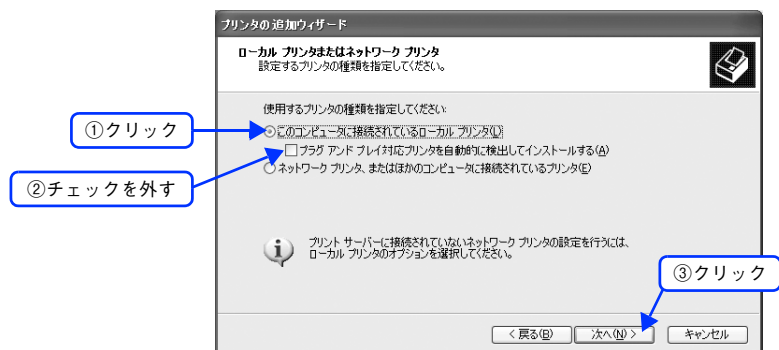 プリンタの追加ウィザード
ローカル プリンタまたはネットワーク プリンタ
設定するプリンタの種類を指定してください。
使用するプリンタの種類を指定してください:
①クリック
このコンピュータに接続されているローカル プリンタ(L)
プラグ アンド プレイ対応プリンタを自動的に検出してインストールする(A)
②チェックを外す
ネットワーク プリンタ、またはほかのコンピュータに接続されているプリンタ(E)
プリント サーバーに接続されていないネットワーク プリンタの設定を行うには、
ローカル プリンタのオプションを選択してください。
③クリック
< 戻る(B)
次へ(N) >
キャンセル